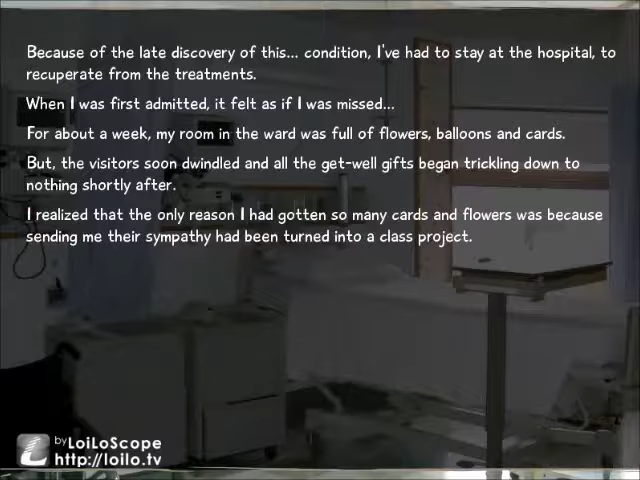 Because of the late discovery of this... condition, I've had to stay at the hospital, to
recuperate from the treatments.
When I was first admitted, it felt as if I was missed...
For about a week, my room in the ward was full of flowers, balloons and cards.
But, the visitors soon dwindled and all the get-well gifts began trickling down to
nothing shortly after.
I realized that the only reason I had gotten so many cards and flowers was because
sending me their sympathy had been turned into a class project.
by LoiLoScope
http://loilo.tv